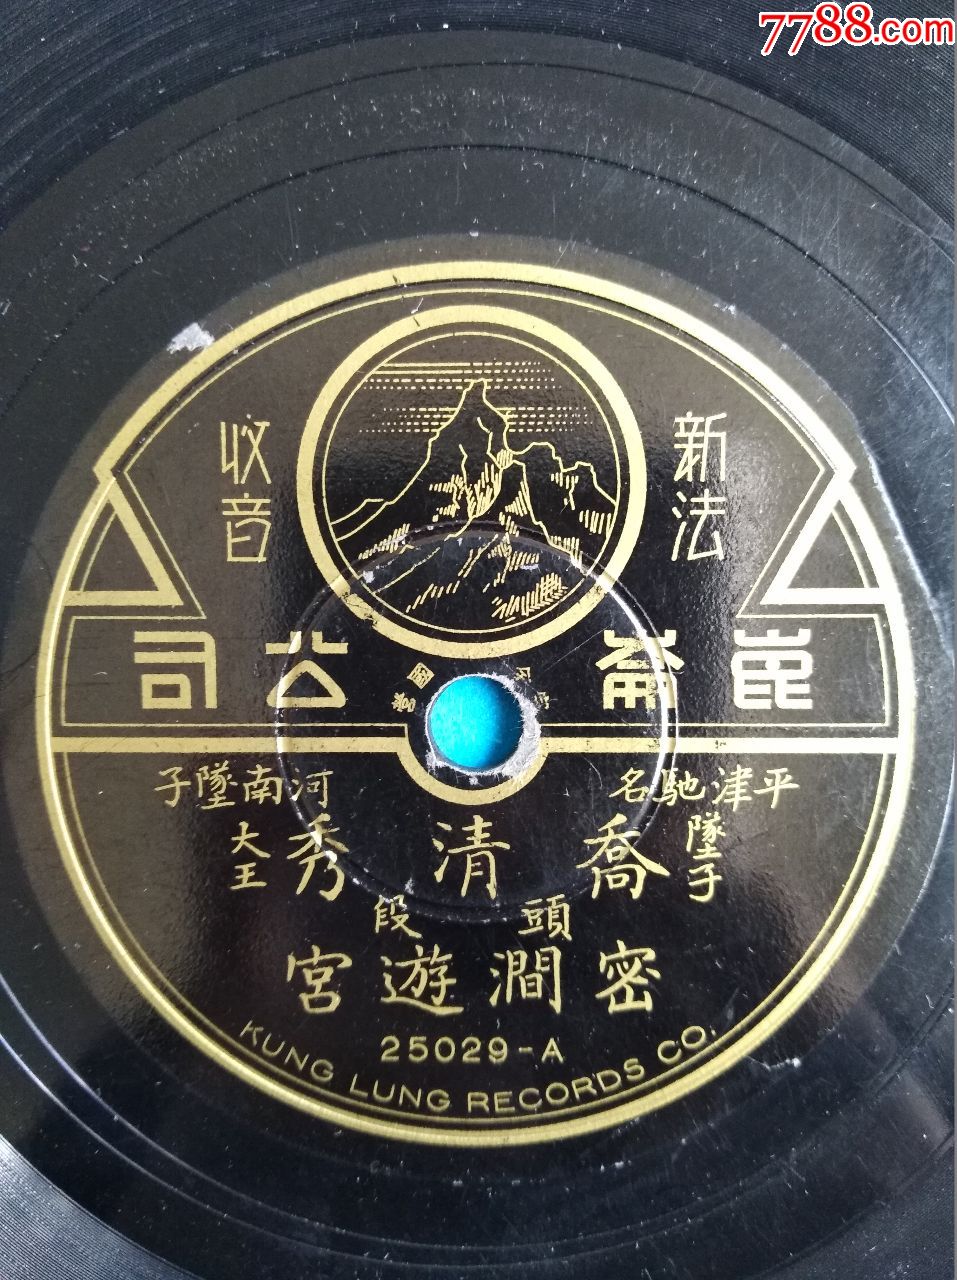 7788.com
新法
收音
崑崙公司
平津馳名 河南墜子
墜子 喬清秀 大王
頭段
密澗遊宮
25029-A
KUNG LUNG RECORDS CO.